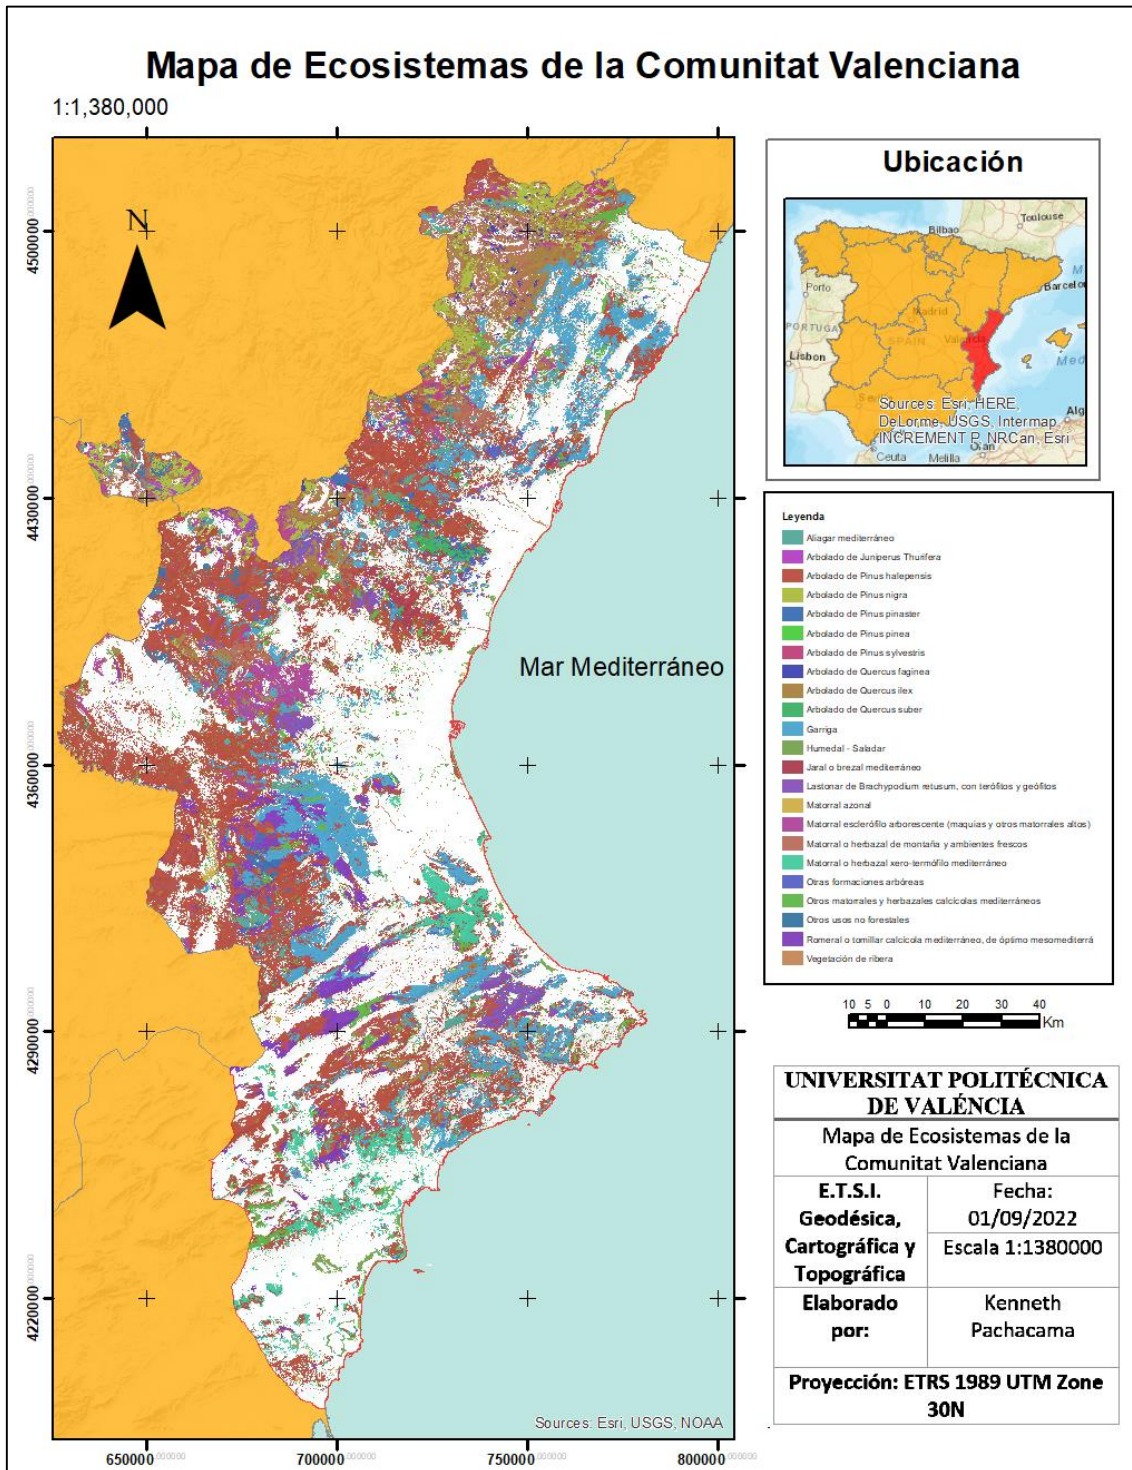 Mapa de Ecosistemas de la Comunitat Valenciana
1:1,380,000
N
4500000
4430000
4360000
4290000
4220000
650000
700000
750000
800000
Mar Mediterráneo
Sources: Esri, USGS, NOAA
Ubicación
Toulouse
Bilbao
Porto
Barcelo
Madrid
PORTUGA
SPAIN
Valencia
Lisbon
Med
Sources: Esri, HERE,
DeLorme, USGS, Intermap,
INCREMENT P, NRCan, Esri
Alg
Ceuta
Melilla
Oran
Leyenda
Aliagar mediterráneo
Arbolado de Juniperus Thurifera
Arbolado de Pinus halepensis
Arbolado de Pinus nigra
Arbolado de Pinus pinaster
Arbolado de Pinus pinea
Arbolado de Pinus sylvestris
Arbolado de Quercus faginea
Arbolado de Quercus ilex
Arbolado de Quercus suber
Garriga
Humedal - Saladar
Jaral o brezal mediterráneo
Lastonar de Brachypodium retusum, con terófitos y geófitos
Matorral azonal
Matorral esclerófilo arborescente (maquias y otros matorrales altos)
Matorral o herbazal de montaña y ambientes frescos
Matorral o herbazal xero-termófilo mediterráneo
Otras formaciones arbóreas
Otros matorrales y herbazales calcícolas mediterráneos
Otros usos no forestales
Romeral o tomillar calcícola mediterráneo, de óptimo mesomediterrá
Vegetación de ribera
10 5 0 10 20 30 40
Km
UNIVERSITAT POLITÉCNICA
DE VALÉNCIA
Mapa de Ecosistemas de la
Comunitat Valenciana
E.T.S.I.
Geodésica,
Cartográfica y
Topográfica
Fecha:
01/09/2022
Escala 1:1380000
Elaborado
por:
Kenneth
Pachacama
Proyección: ETRS 1989 UTM Zone
30N